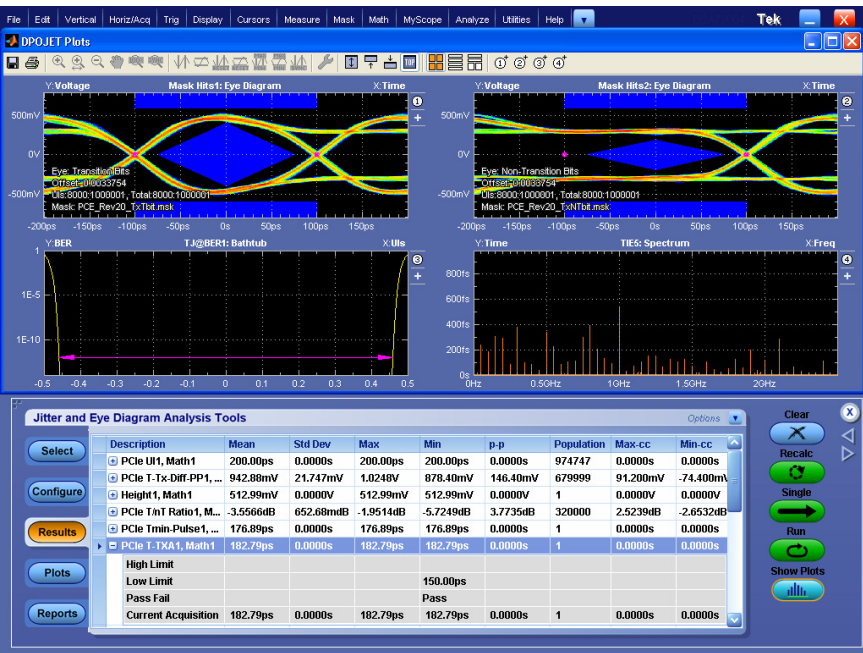 File Edit Vertical Horiz/Acq Trig Display Cursors Measure Mask Math MyScope Analyze Utilities Help Tek
DPOJET Plots
Y:Voltage Mask Hits1: Eye Diagram X:Time
500mV
0V
-500mV
Eye: Transition Bits
Offset:-0.0033754
UIs:8000:1000001, Total:8000:1000001
Mask: PCE_Rev20_TxTbit.msk
-200ps -150ps -100ps -50ps 0s 50ps 100ps 150ps
Y:Voltage Mask Hits2: Eye Diagram X:Time
500mV
0V
-500mV
Eye: Non-Transition Bits
Offset:-0.0033754
UIs:8000:1000001, Total:8000:1000001
Mask: PCE_Rev20_TxNTbit.msk
-200ps -150ps -100ps -50ps 0s 50ps 100ps 150ps
Y:BER TJ@BER1: Bathtub X:UIs
1
1E-5
1E-10
-0.5 -0.4 -0.3 -0.2 -0.1 0 0.1 0.2 0.3 0.4 0.5
Y:Time TIE5: Spectrum X:Freq
800fs
600fs
400fs
200fs
0s
0Hz 0.5GHz 1GHz 1.5GHz 2GHz
Jitter and Eye Diagram Analysis Tools Options
Select
Configure
Results
Plots
Reports
Description Mean Std Dev Max Min p-p Population Max-cc Min-cc
PCIe UI1, Math1 200.00ps 0.0000s 200.00ps 200.00ps 0.0000s 974747 0.0000s 0.0000s
PCIe T-Tx-Diff-PP1, ... 942.88mV 21.747mV 1.0248V 878.40mV 146.40mV 679999 91.200mV -74.400mV
Height1, Math1 512.99mV 0.0000V 512.99mV 512.99mV 0.0000V 1 0.0000V 0.0000V
PCIe T/nT Ratio1, M... -3.5566dB 652.68mdB -1.9514dB -5.7249dB 3.7735dB 320000 2.5239dB -2.6532dB
PCIe Tmin-Pulse1, ... 176.89ps 0.0000s 176.89ps 176.89ps 0.0000s 1 0.0000s 0.0000s
PCIe T-TXA1, Math1 182.79ps 0.0000s 182.79ps 182.79ps 0.0000s 1 0.0000s 0.0000s
High Limit
Low Limit 150.00ps
Pass Fail Pass
Current Acquisition 182.79ps 0.0000s 182.79ps 182.79ps 0.0000s 1 0.0000s 0.0000s
Clear
Recalc
Single
Run
Show Plots